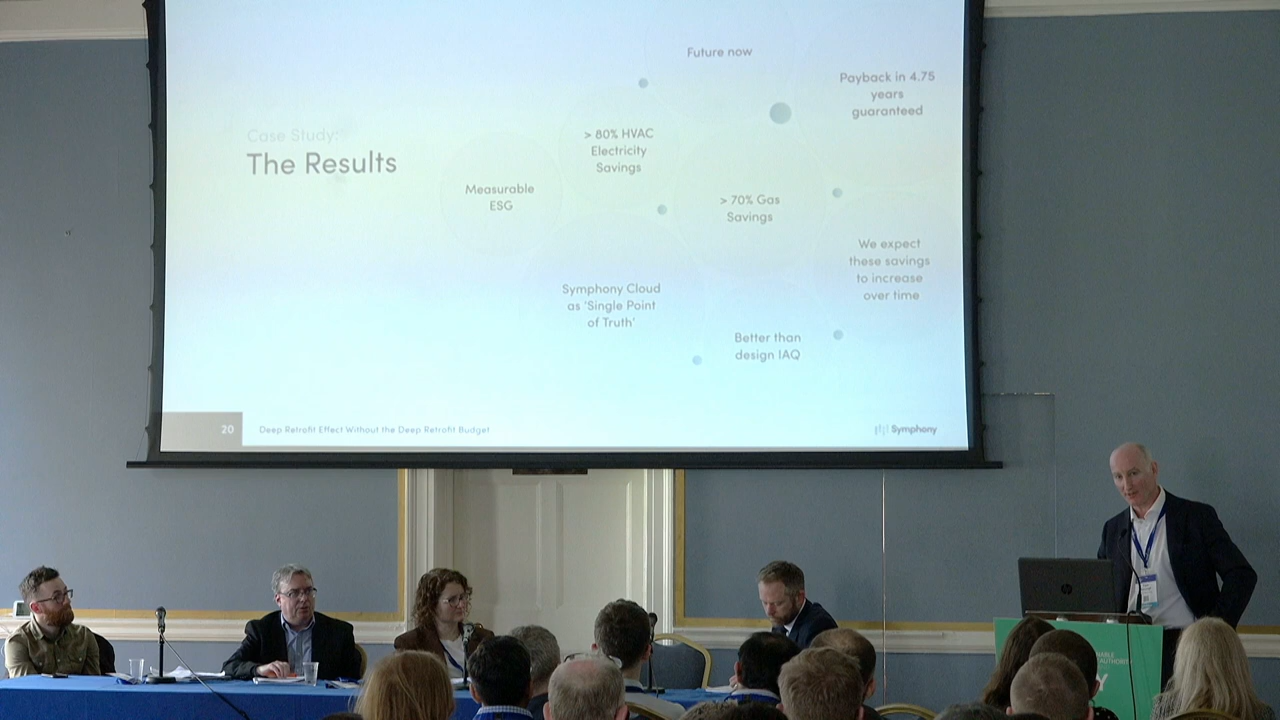 Future now
Payback in 4.75
years
guaranteed
Case Study:
The Results
> 80% HVAC
Electricity
Savings
Measurable
ESG
> 70% Gas
Savings
We expect
these savings
to increase
over time
Symphony Cloud
as 'Single Point
of Truth'
Better than
design IAQ
20
Deep Retrofit Effect Without the Deep Retrofit Budget
Symphony
hp